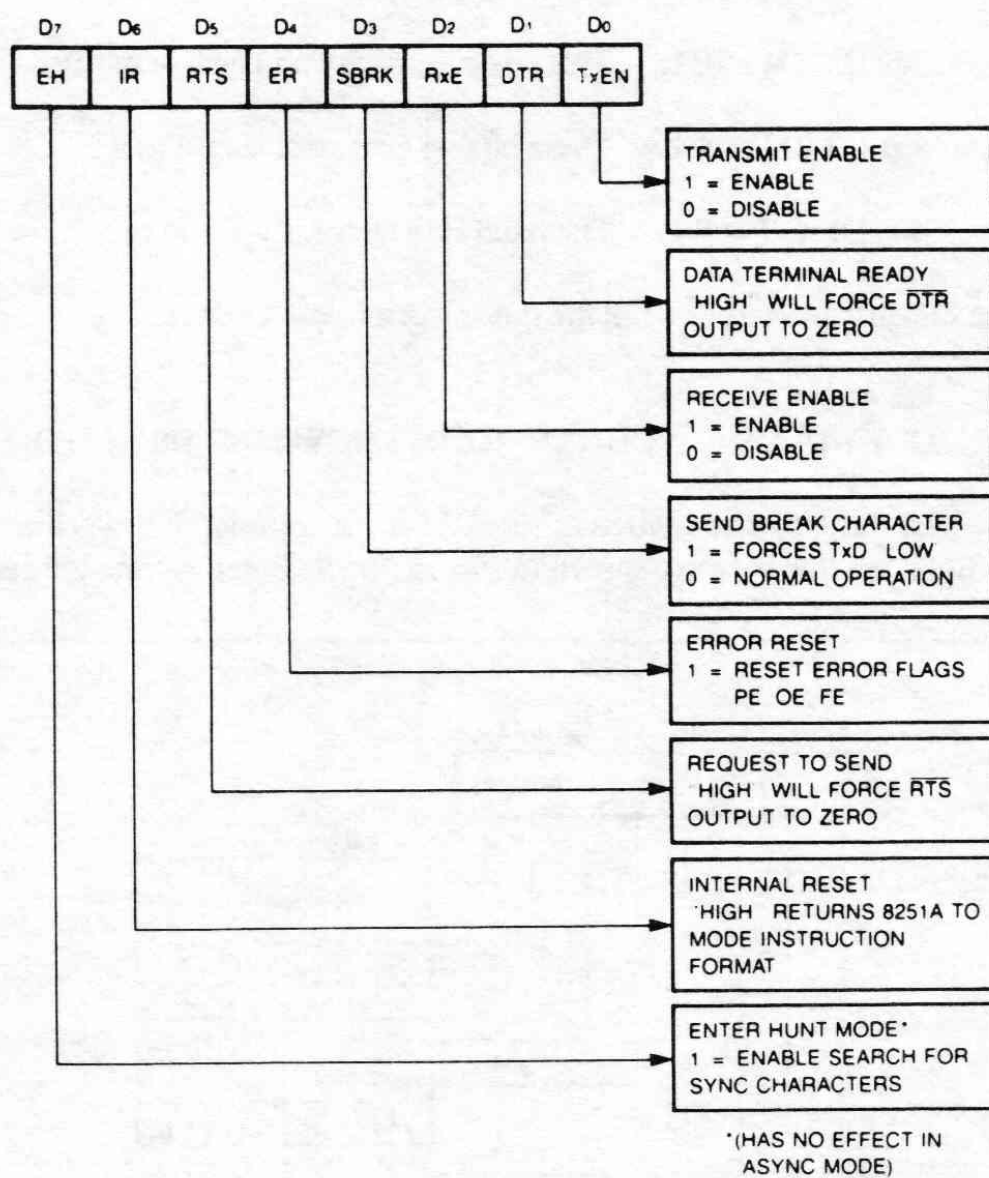 D7 D6 D5 D4 D3 D2 D1 D0
EH IR RTS ER SBRK RxE DTR TxEN
TRANSMIT ENABLE
1 = ENABLE
0 = DISABLE
DATA TERMINAL READY
HIGH WILL FORCE DTR
OUTPUT TO ZERO
RECEIVE ENABLE
1 = ENABLE
0 = DISABLE
SEND BREAK CHARACTER
1 = FORCES TxD LOW
0 = NORMAL OPERATION
ERROR RESET
1 = RESET ERROR FLAGS
PE OE FE
REQUEST TO SEND
HIGH WILL FORCE RTS
OUTPUT TO ZERO
INTERNAL RESET
'HIGH RETURNS 8251A TO
MODE INSTRUCTION
FORMAT
ENTER HUNT MODE*
1 = ENABLE SEARCH FOR
SYNC CHARACTERS
*(HAS NO EFFECT IN
ASYNC MODE)